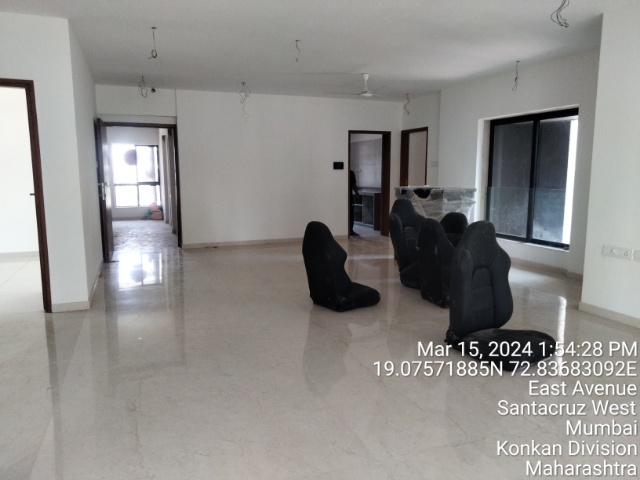 Mar 15, 2024 1:54:28 PM
19.07571885N 72.83683092E
East Avenue
Santacruz West
Mumbai
Konkan Division
Maharashtra